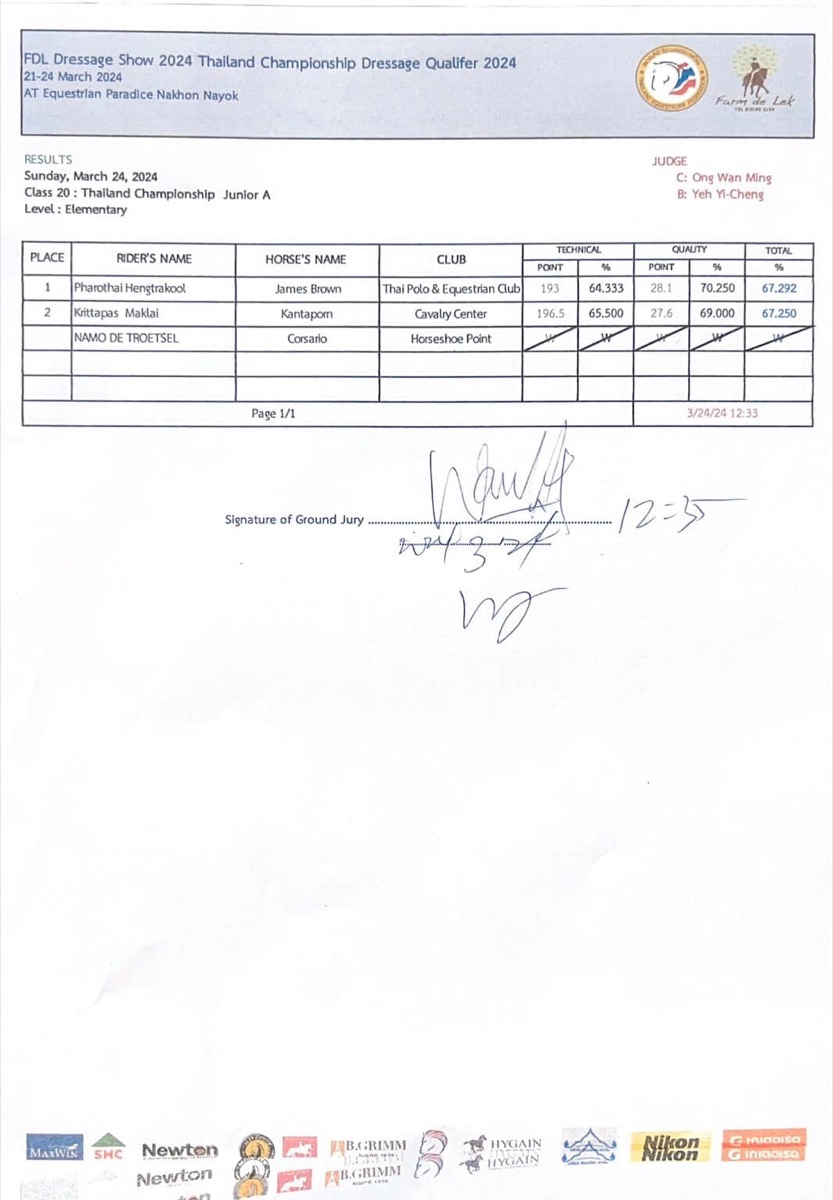 FDL Dressage Show 2024 Thailand Championship Dressage Qualifer 2024
21-24 March 2024
AT Equestrian Paradice Nakhon Nayok
Farm de Lek
RESULTS
Sunday, March 24, 2024
Class 20 : Thailand Championship Junior A
Level : Elementary
JUDGE
C: Ong Wan Ming
B: Yeh Yi-Cheng
PLACE RIDER'S NAME HORSE'S NAME CLUB TECHNICAL QUALITY TOTAL
POINT % POINT % %
1 Pharothai Hengtrakool James Brown Thai Polo & Equestrian Club 193 64.333 28.1 70.250 67.292
2 Krittapas Maklai Kantaporn Cavalry Center 196.5 65.500 27.6 69.000 67.250
NAMO DE TROETSEL Corsario Horseshoe Point W W W W W
Page 1/1 3/24/24 12:33
Signature of Ground Jury 12:35
MAXWIN SHC Newton B.GRIMM HYGAIN Nikon
Newton B.GRIMM HYGAIN Nikon